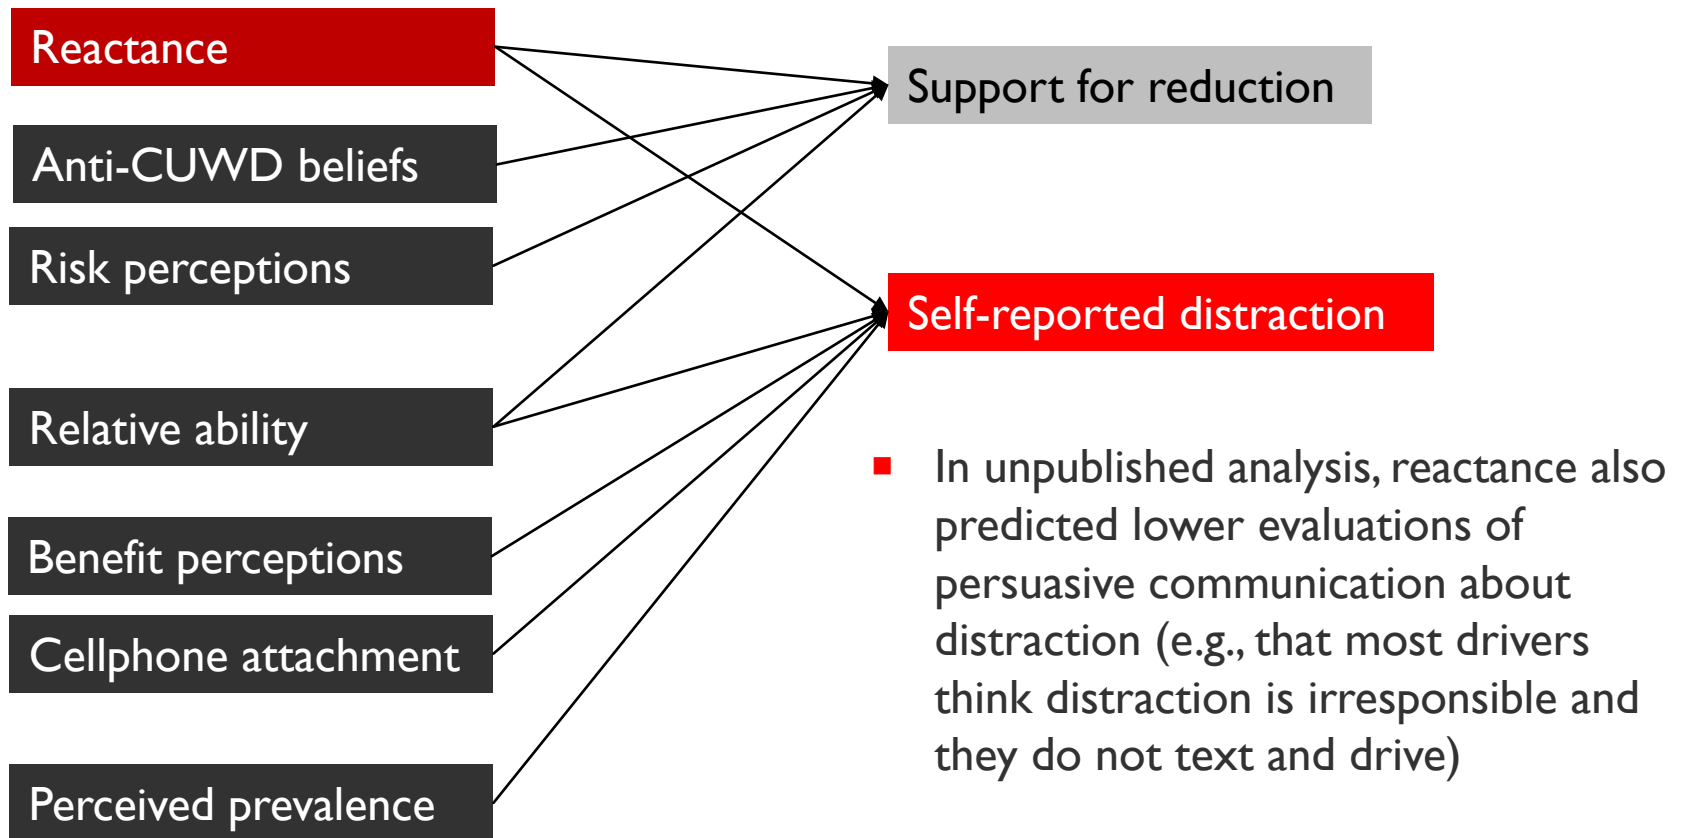 Reactance
Anti-CUWD beliefs
Risk perceptions
Relative ability
Benefit perceptions
Cellphone attachment
Perceived prevalence
Support for reduction
Self-reported distraction
In unpublished analysis, reactance also
predicted lower evaluations of
persuasive communication about
distraction (e.g., that most drivers
think distraction is irresponsible and
they do not text and drive)